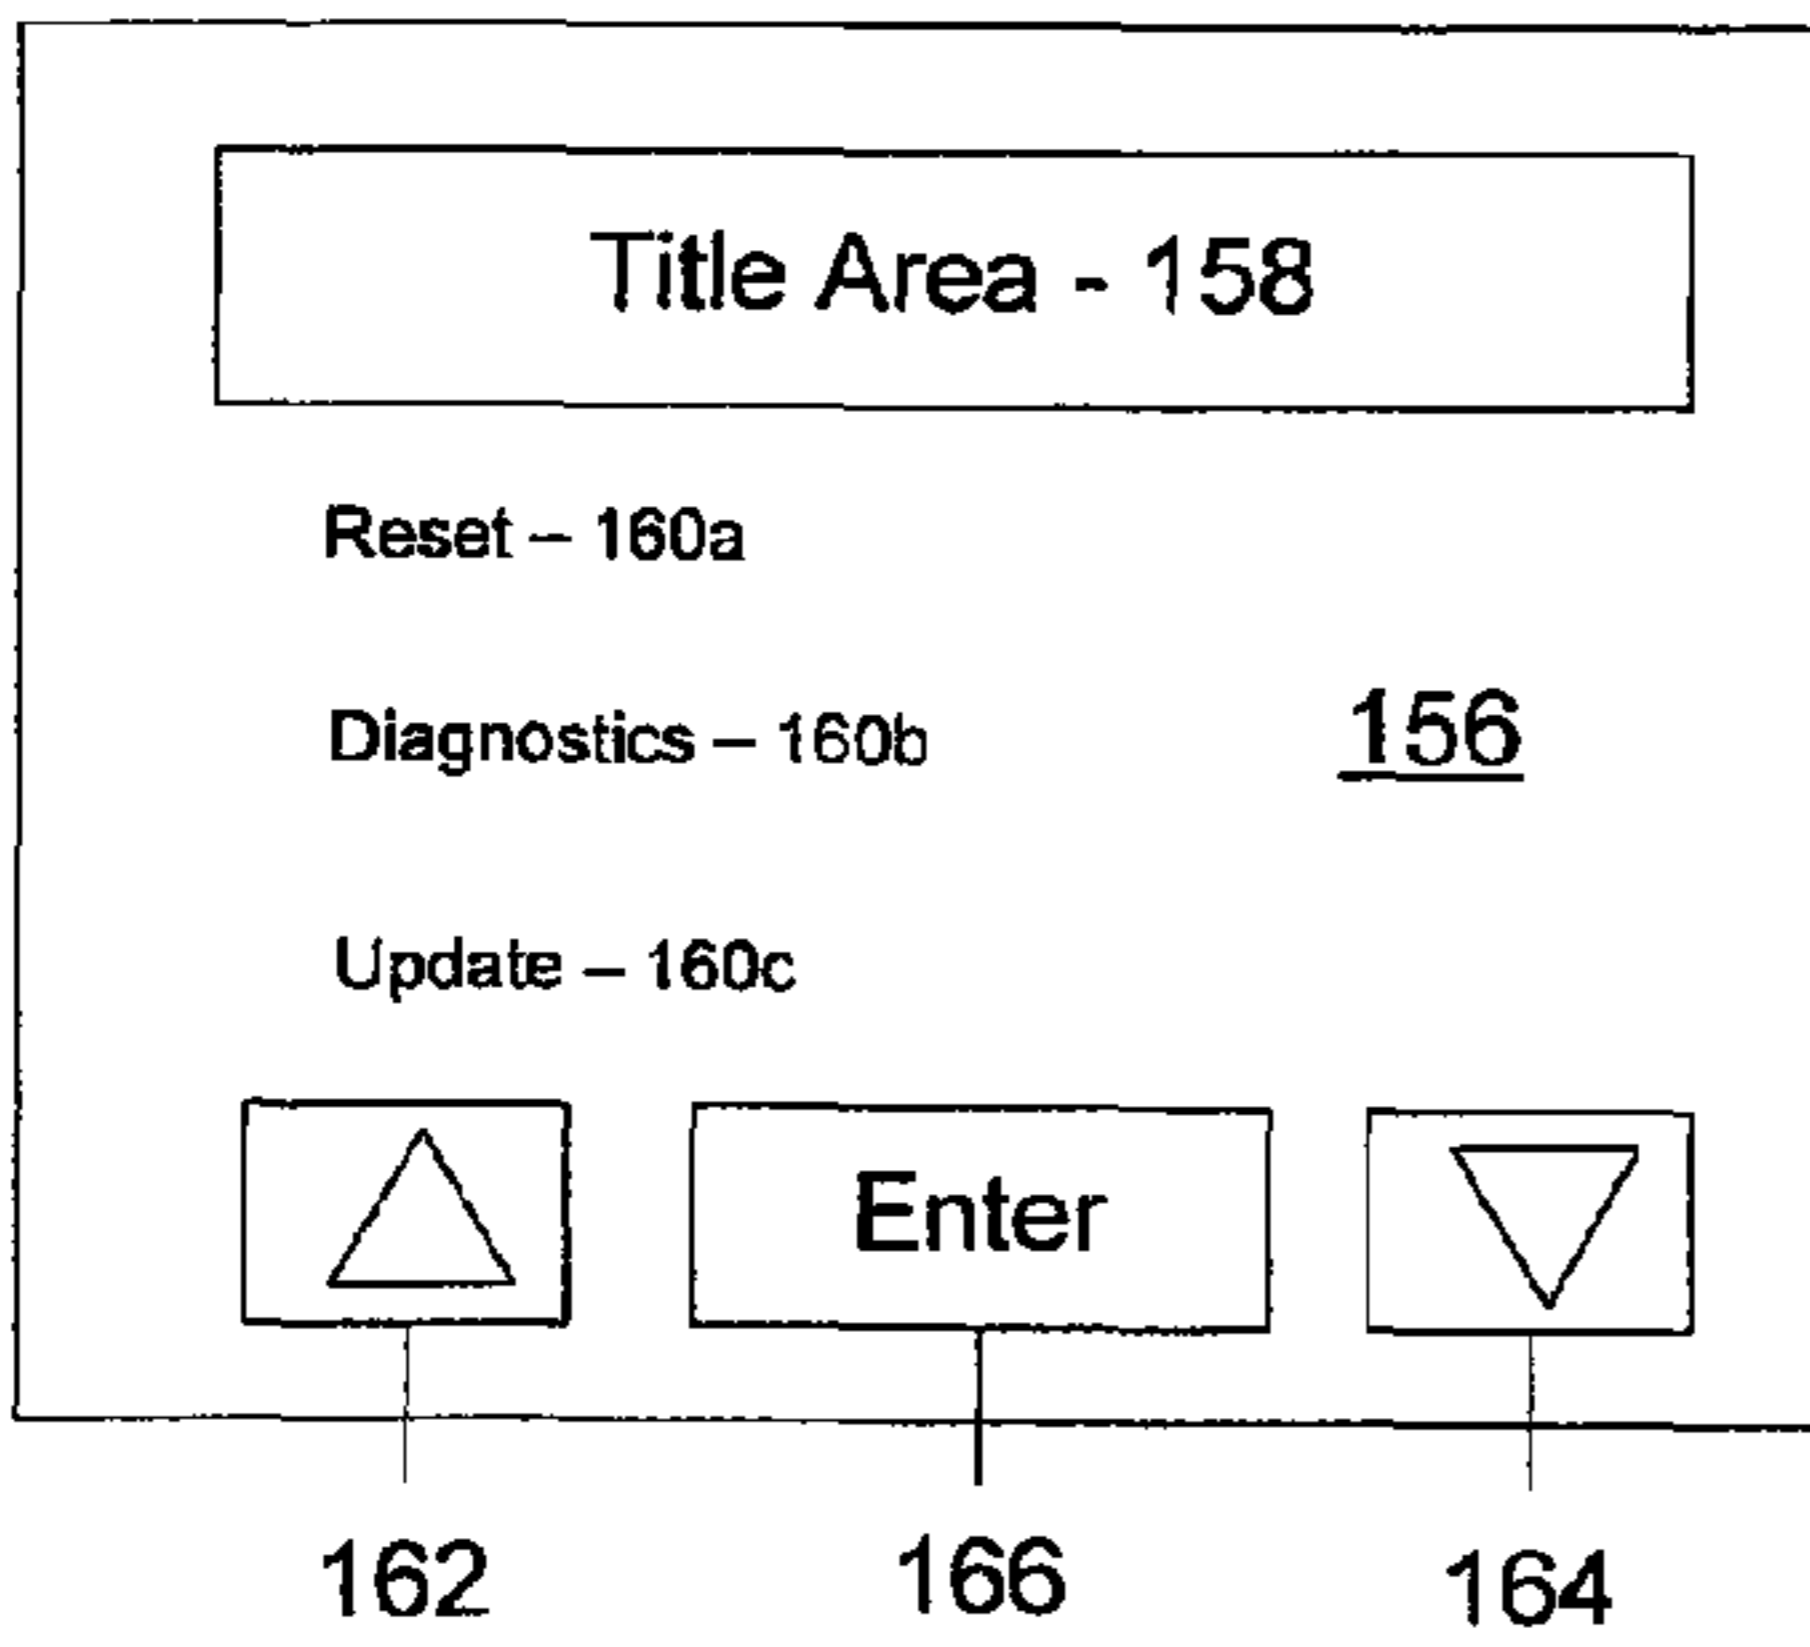 Title Area - 158
Reset – 160a
Diagnostics – 160b
156
Update – 160c
Enter
162
166
164